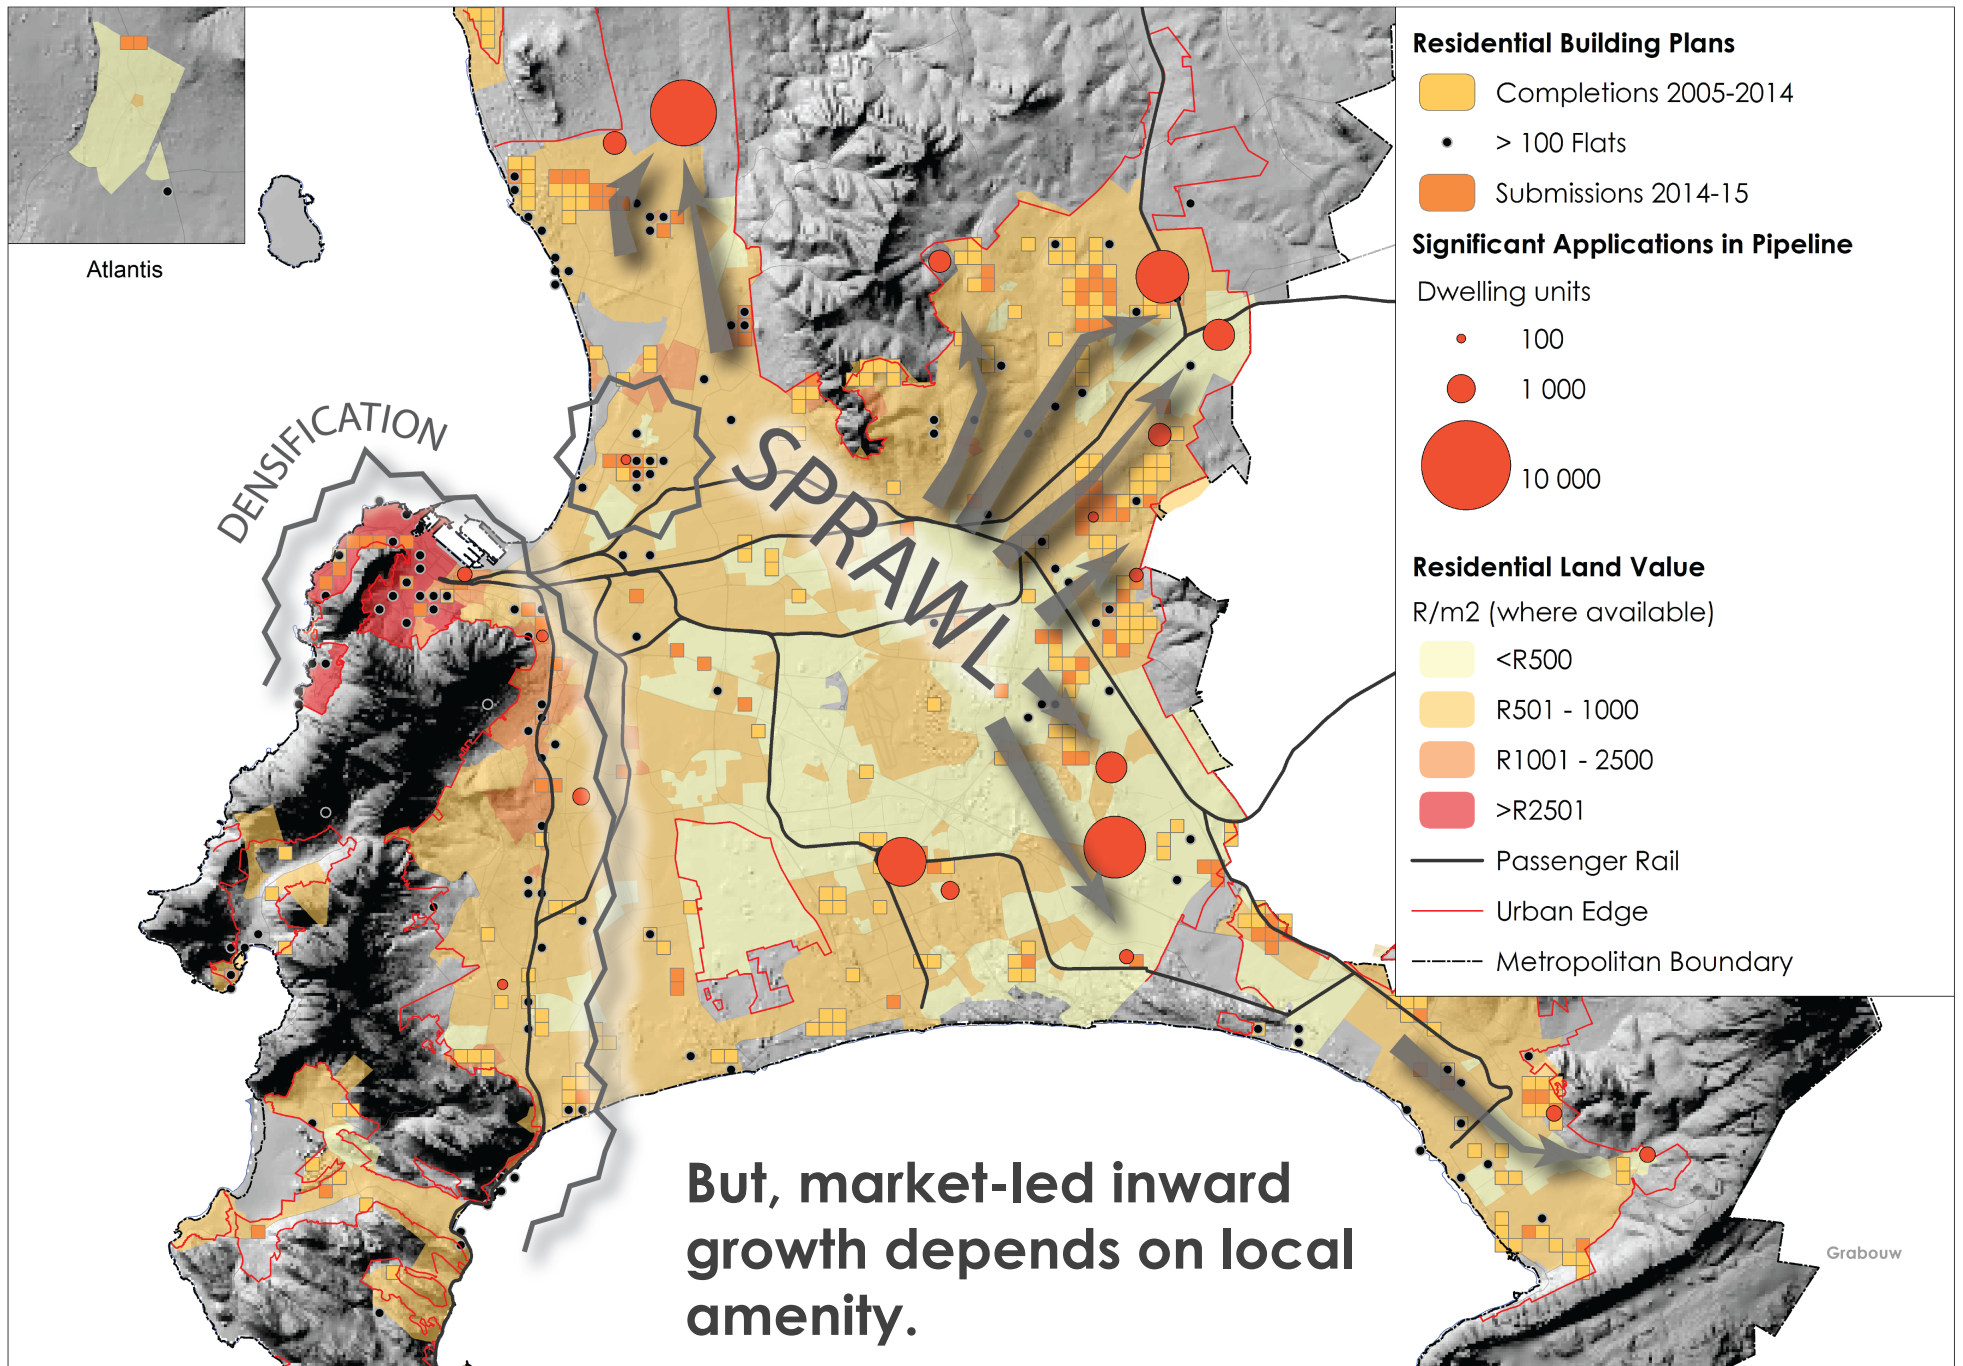 Atlantis
DENSIFICATION
SPRAWL
But, market-led inward
growth depends on local
amenity.
Grabouw
Residential Building Plans
Completions 2005-2014
> 100 Flats
Submissions 2014-15
Significant Applications in Pipeline
Dwelling units
100
1 000
10 000
Residential Land Value
R/m2 (where available)
<R500
R501 - 1000
R1001 - 2500
>R2501
Passenger Rail
Urban Edge
Metropolitan Boundary